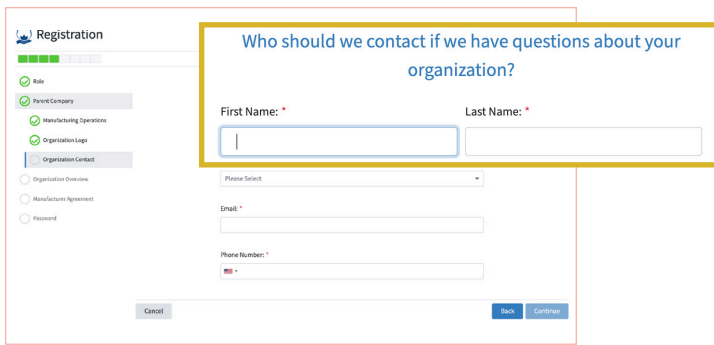 Registration
Role
Parent Company
Manufacturing Operations
Organization Logo
Organization Contact
Organization Overview
Manufacturer Agreement
Password
Who should we contact if we have questions about your
organization?
First Name: * Last Name: *
Please Select
Email: *
Phone Number: *
Cancel Back Continue